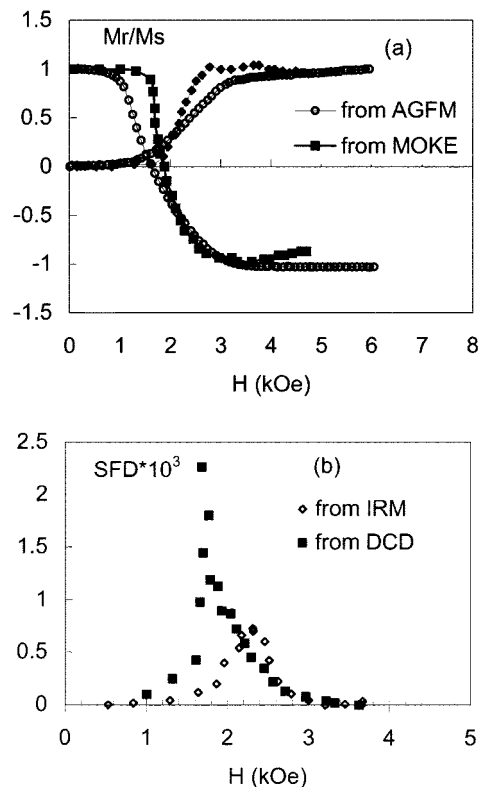 Mr/Ms
(a)
1.5
1
0.5
0
-0.5
-1
-1.5
from AGFM
from MOKE
0 1 2 3 4 5 6 7 8
H (kOe)
SFD*10³
(b)
2.5
2
1.5
1
0.5
0
from IRM
from DCD
0 1 2 3 4 5
H (kOe)